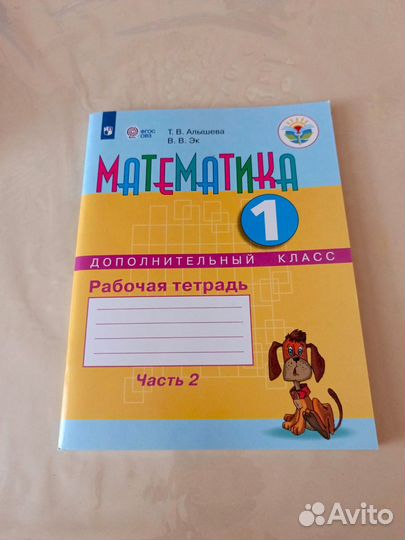 ФГОС
ОВЗ
Т. В. Алышева
В. В. Эк
МАТЕМАТИКА
1
ДОПОЛНИТЕЛЬНЫЙ КЛАСС
Рабочая тетрадь
Часть 2
Avito